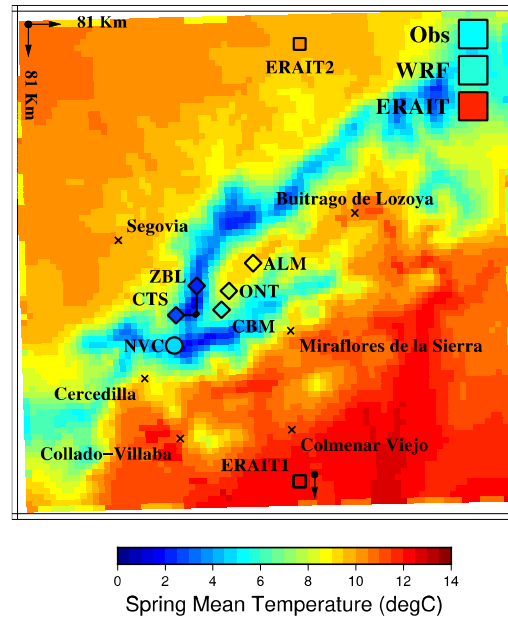 81 Km
81 Km
Obs
WRF
ERAIT
ERAIT2
Buitrago de Lozoya
Segovia
ZBL
ALM
CTS
ONT
CBM
NVC
Miraflores de la Sierra
Cercedilla
Collado−Villaba
Colmenar Viejo
ERAIT1
0 2 4 6 8 10 12 14
Spring Mean Temperature (degC)